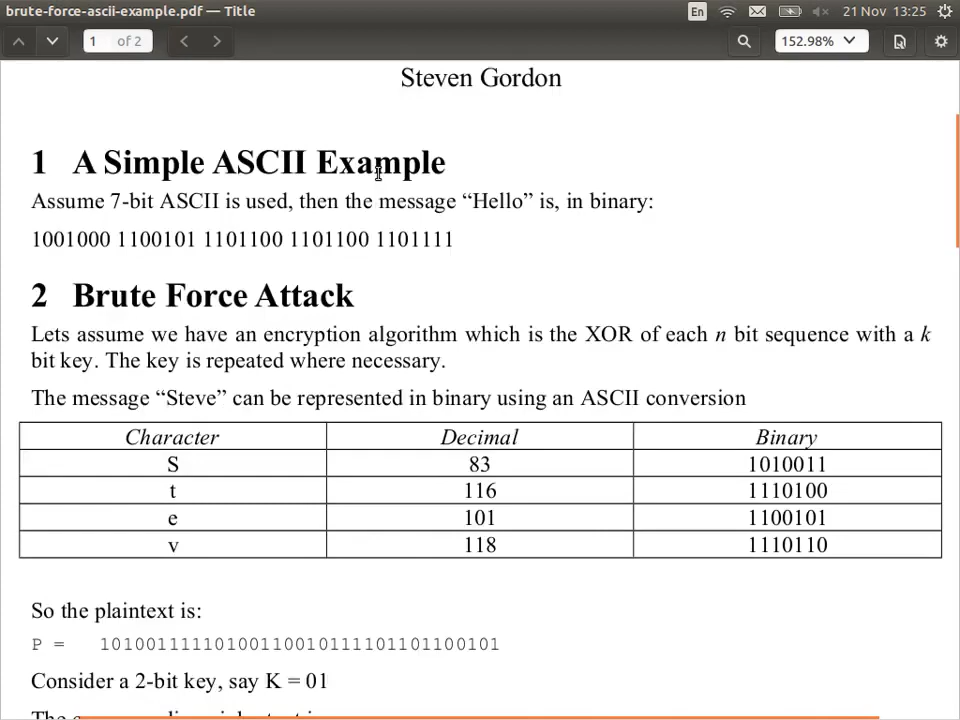 brute-force-ascii-example.pdf — Title
En
21 Nov 13:25
1 of 2
152.98%
Steven Gordon
1 A Simple ASCII Example
Assume 7-bit ASCII is used, then the message “Hello” is, in binary:
1001000 1100101 1101100 1101100 1101111
2 Brute Force Attack
Lets assume we have an encryption algorithm which is the XOR of each n bit sequence with a k
bit key. The key is repeated where necessary.
The message “Steve” can be represented in binary using an ASCII conversion
Character Decimal Binary
S 83 1010011
t 116 1110100
e 101 1100101
v 118 1110110
So the plaintext is:
P = 10100111110100110010111101101100101
Consider a 2-bit key, say K = 01